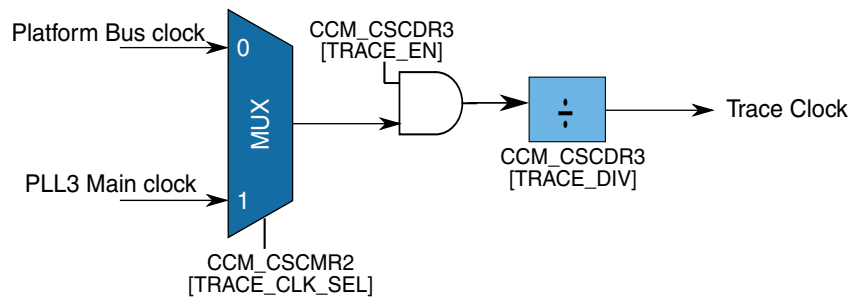 Platform Bus clock
0
CCM_CSCDR3
[TRACE_EN]
MUX
÷
Trace Clock
CCM_CSCDR3
[TRACE_DIV]
PLL3 Main clock
1
CCM_CSCMR2
[TRACE_CLK_SEL]